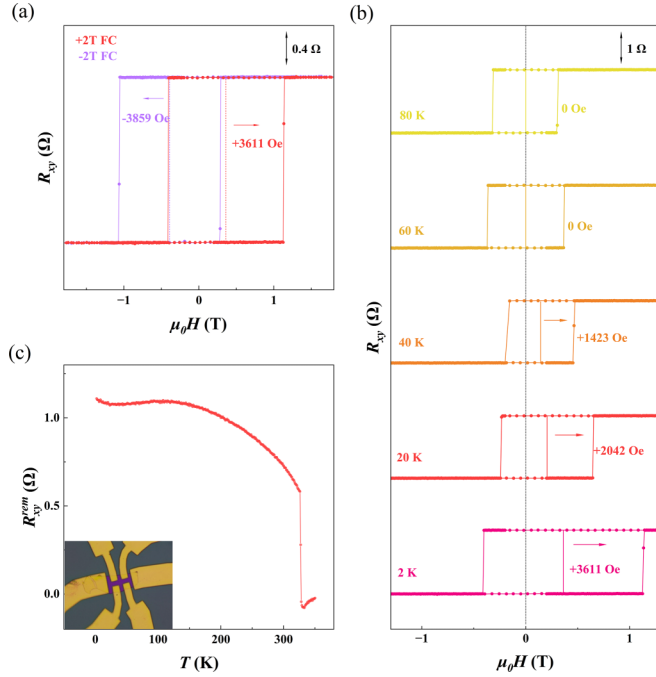 (a)
+2T FC
-2T FC
0.4 Ω
-3859 Oe
+3611 Oe
R_xy (Ω)
−1
0
1
μ₀H (T)
(b)
1 Ω
80 K
0 Oe
60 K
0 Oe
40 K
+1423 Oe
20 K
+2042 Oe
2 K
+3611 Oe
R_xy (Ω)
−1
0
1
μ₀H (T)
(c)
1.0
0.5
0.0
R_xy^rem (Ω)
0
100
200
300
T (K)